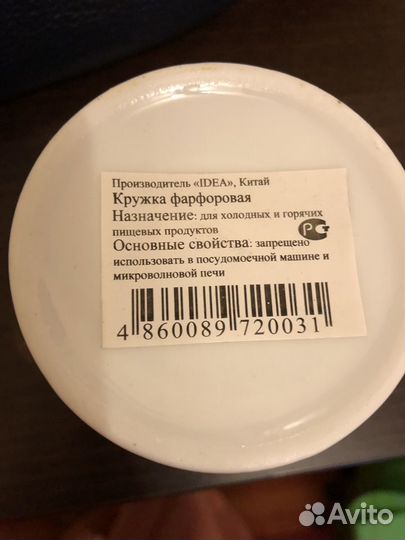 Производитель «IDEA», Китай
Кружка фарфоровая
Назначение: для холодных и горячих
пищевых продуктов
Основные свойства: запрещено
использовать в посудомоечной машине и
микроволновой печи
4 860089 720031
Avito